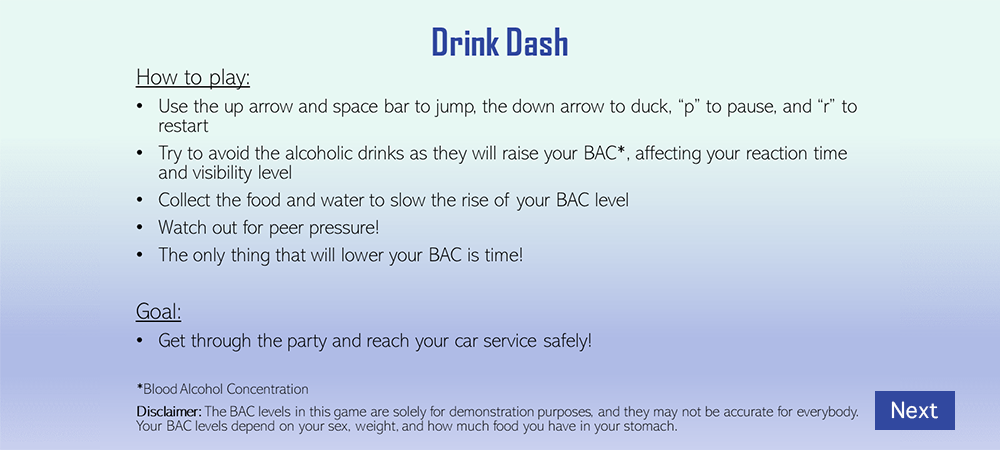 Drink Dash
How to play:
• Use the up arrow and space bar to jump, the down arrow to duck, “p” to pause, and “r” to
restart
• Try to avoid the alcoholic drinks as they will raise your BAC*, affecting your reaction time
and visibility level
• Collect the food and water to slow the rise of your BAC level
• Watch out for peer pressure!
• The only thing that will lower your BAC is time!
Goal:
• Get through the party and reach your car service safely!
*Blood Alcohol Concentration
Disclaimer: The BAC levels in this game are solely for demonstration purposes, and they may not be accurate for everybody.
Your BAC levels depend on your sex, weight, and how much food you have in your stomach.
Next